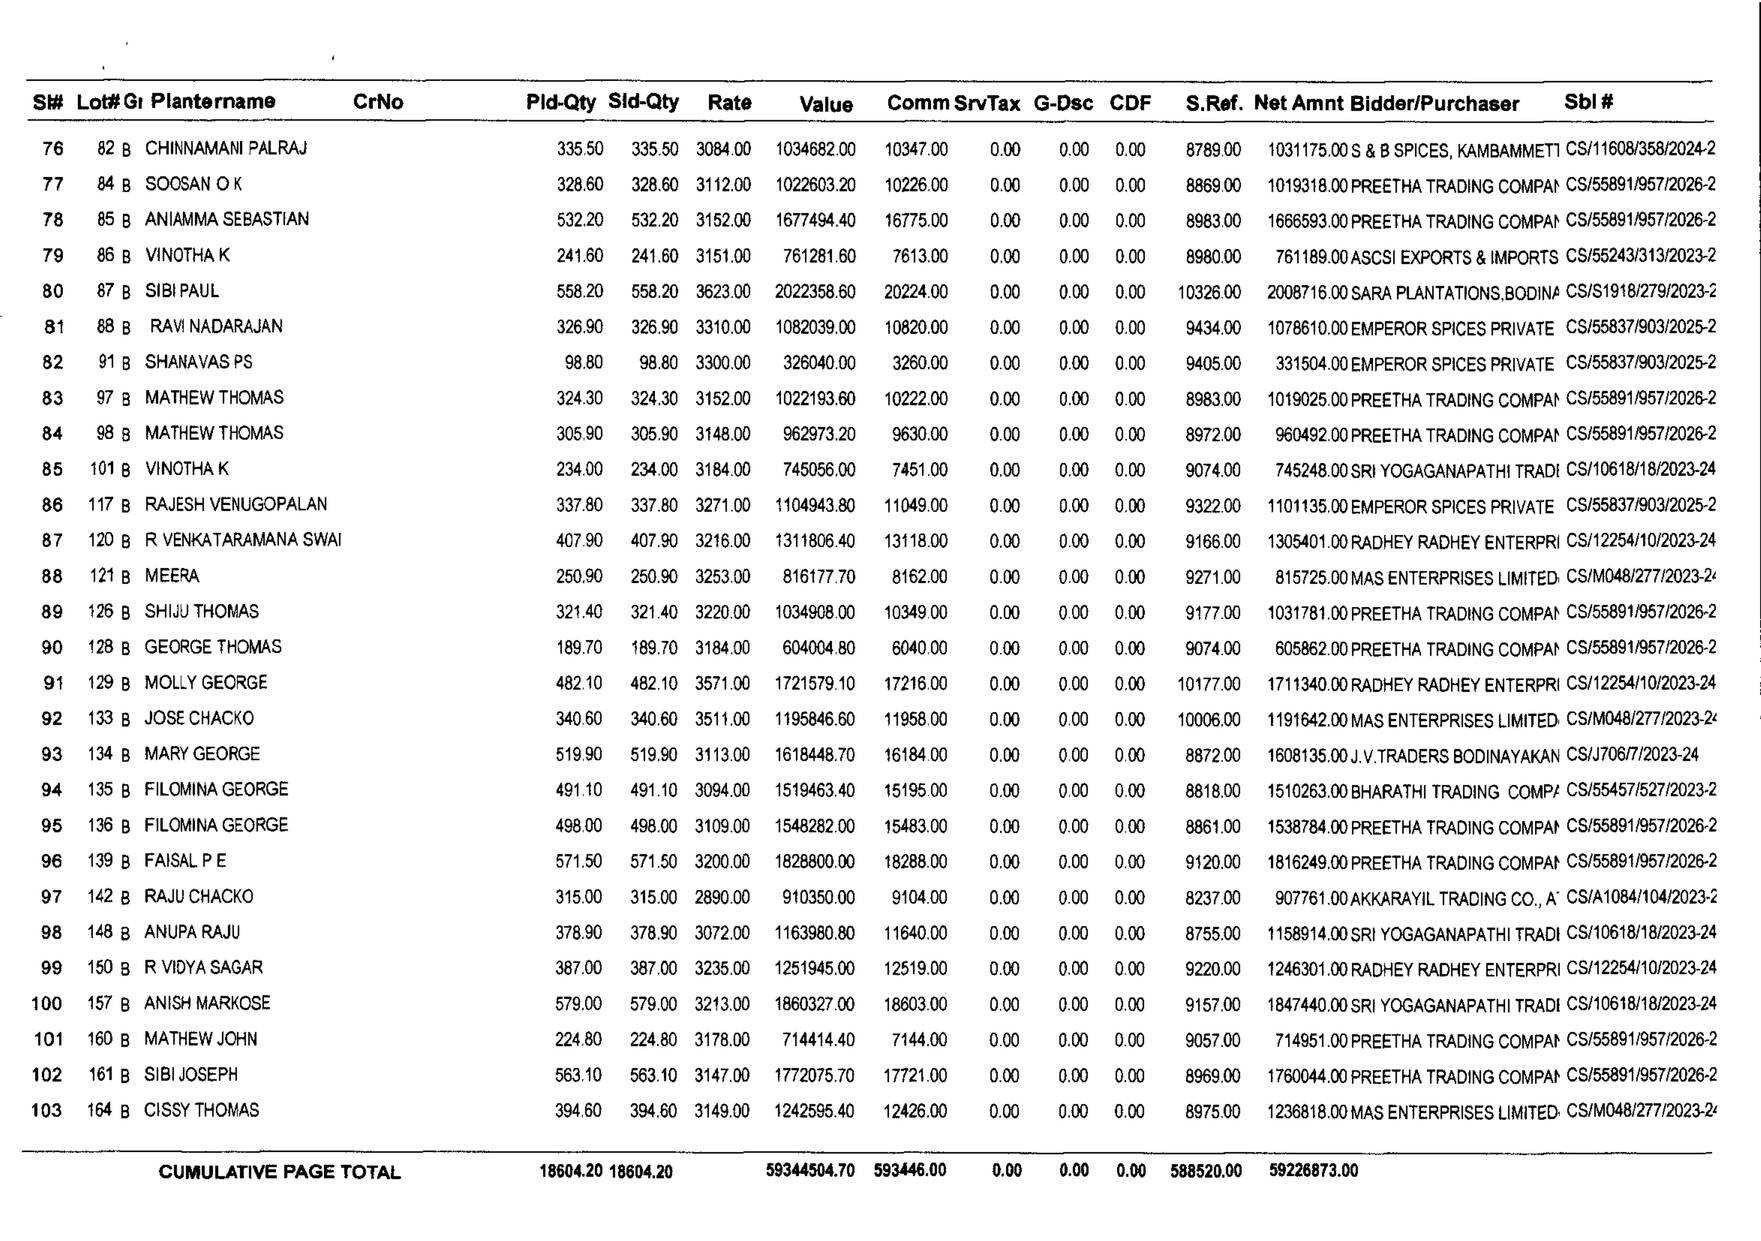 Sl# Lot# Gr Plantername CrNo Pld-Qty Sld-Qty Rate Value Comm SrvTax G-Dsc CDF S.Ref. Net Amnt Bidder/Purchaser Sbl #
76 82 B CHINNAMANI PALRAJ 335.50 335.50 3084.00 1034682.00 10347.00 0.00 0.00 0.00 8789.00 1031175.00 S & B SPICES, KAMBAMMETT CS/11608/358/2024-2
77 84 B SOOSAN O K 328.60 328.60 3112.00 1022603.20 10226.00 0.00 0.00 0.00 8869.00 1019318.00 PREETHA TRADING COMPAN CS/55891/957/2026-2
78 85 B ANIAMMA SEBASTIAN 532.20 532.20 3152.00 1677494.40 16775.00 0.00 0.00 0.00 8983.00 1666593.00 PREETHA TRADING COMPAN CS/55891/957/2026-2
79 86 B VINOTHA K 241.60 241.60 3151.00 761281.60 7613.00 0.00 0.00 0.00 8980.00 761189.00 ASCSI EXPORTS & IMPORTS CS/55243/313/2023-2
80 87 B SIBI PAUL 558.20 558.20 3623.00 2022358.60 20224.00 0.00 0.00 0.00 10326.00 2008716.00 SARA PLANTATIONS,BODINA CS/S1918/279/2023-2
81 88 B RAVI NADARAJAN 326.90 326.90 3310.00 1082039.00 10820.00 0.00 0.00 0.00 9434.00 1078610.00 EMPEROR SPICES PRIVATE CS/55837/903/2025-2
82 91 B SHANAVAS PS 98.80 98.80 3300.00 326040.00 3260.00 0.00 0.00 0.00 9405.00 331504.00 EMPEROR SPICES PRIVATE CS/55837/903/2025-2
83 97 B MATHEW THOMAS 324.30 324.30 3152.00 1022193.60 10222.00 0.00 0.00 0.00 8983.00 1019025.00 PREETHA TRADING COMPAN CS/55891/957/2026-2
84 98 B MATHEW THOMAS 305.90 305.90 3148.00 962973.20 9630.00 0.00 0.00 0.00 8972.00 960492.00 PREETHA TRADING COMPAN CS/55891/957/2026-2
85 101 B VINOTHA K 234.00 234.00 3184.00 745056.00 7451.00 0.00 0.00 0.00 9074.00 745248.00 SRI YOGAGANAPATHI TRADI CS/10618/18/2023-24
86 117 B RAJESH VENUGOPALAN 337.80 337.80 3271.00 1104943.80 11049.00 0.00 0.00 0.00 9322.00 1101135.00 EMPEROR SPICES PRIVATE CS/55837/903/2025-2
87 120 B R VENKATARAMANA SWAI 407.90 407.90 3216.00 1311806.40 13118.00 0.00 0.00 0.00 9166.00 1305401.00 RADHEY RADHEY ENTERPRI CS/12254/10/2023-24
88 121 B MEERA 250.90 250.90 3253.00 816177.70 8162.00 0.00 0.00 0.00 9271.00 815725.00 MAS ENTERPRISES LIMITED CS/M048/277/2023-24
89 126 B SHIJU THOMAS 321.40 321.40 3220.00 1034908.00 10349.00 0.00 0.00 0.00 9177.00 1031781.00 PREETHA TRADING COMPAN CS/55891/957/2026-2
90 128 B GEORGE THOMAS 189.70 189.70 3184.00 604004.80 6040.00 0.00 0.00 0.00 9074.00 605862.00 PREETHA TRADING COMPAN CS/55891/957/2026-2
91 129 B MOLLY GEORGE 482.10 482.10 3571.00 1721579.10 17216.00 0.00 0.00 0.00 10177.00 1711340.00 RADHEY RADHEY ENTERPRI CS/12254/10/2023-24
92 133 B JOSE CHACKO 340.60 340.60 3511.00 1195846.60 11958.00 0.00 0.00 0.00 10006.00 1191642.00 MAS ENTERPRISES LIMITED CS/M048/277/2023-24
93 134 B MARY GEORGE 519.90 519.90 3113.00 1618448.70 16184.00 0.00 0.00 0.00 8872.00 1608135.00 J.V.TRADERS BODINAYAKAN CS/J706/7/2023-24
94 135 B FILOMINA GEORGE 491.10 491.10 3094.00 1519463.40 15195.00 0.00 0.00 0.00 8818.00 1510263.00 BHARATHI TRADING COMPA CS/55457/527/2023-2
95 136 B FILOMINA GEORGE 498.00 498.00 3109.00 1548282.00 15483.00 0.00 0.00 0.00 8861.00 1538784.00 PREETHA TRADING COMPAN CS/55891/957/2026-2
96 139 B FAISAL P E 571.50 571.50 3200.00 1828800.00 18288.00 0.00 0.00 0.00 9120.00 1816249.00 PREETHA TRADING COMPAN CS/55891/957/2026-2
97 142 B RAJU CHACKO 315.00 315.00 2890.00 910350.00 9104.00 0.00 0.00 0.00 8237.00 907761.00 AKKARAYIL TRADING CO., A CS/A1084/104/2023-2
98 148 B ANUPA RAJU 378.90 378.90 3072.00 1163980.80 11640.00 0.00 0.00 0.00 8755.00 1158914.00 SRI YOGAGANAPATHI TRADI CS/10618/18/2023-24
99 150 B R VIDYA SAGAR 387.00 387.00 3235.00 1251945.00 12519.00 0.00 0.00 0.00 9220.00 1246301.00 RADHEY RADHEY ENTERPRI CS/12254/10/2023-24
100 157 B ANISH MARKOSE 579.00 579.00 3213.00 1860327.00 18603.00 0.00 0.00 0.00 9157.00 1847440.00 SRI YOGAGANAPATHI TRADI CS/10618/18/2023-24
101 160 B MATHEW JOHN 224.80 224.80 3178.00 714414.40 7144.00 0.00 0.00 0.00 9057.00 714951.00 PREETHA TRADING COMPAN CS/55891/957/2026-2
102 161 B SIBI JOSEPH 563.10 563.10 3147.00 1772075.70 17721.00 0.00 0.00 0.00 8969.00 1760044.00 PREETHA TRADING COMPAN CS/55891/957/2026-2
103 164 B CISSY THOMAS 394.60 394.60 3149.00 1242595.40 12426.00 0.00 0.00 0.00 8975.00 1236818.00 MAS ENTERPRISES LIMITED CS/M048/277/2023-24
CUMULATIVE PAGE TOTAL 18604.20 18604.20 59344504.70 593446.00 0.00 0.00 0.00 588520.00 59226873.00